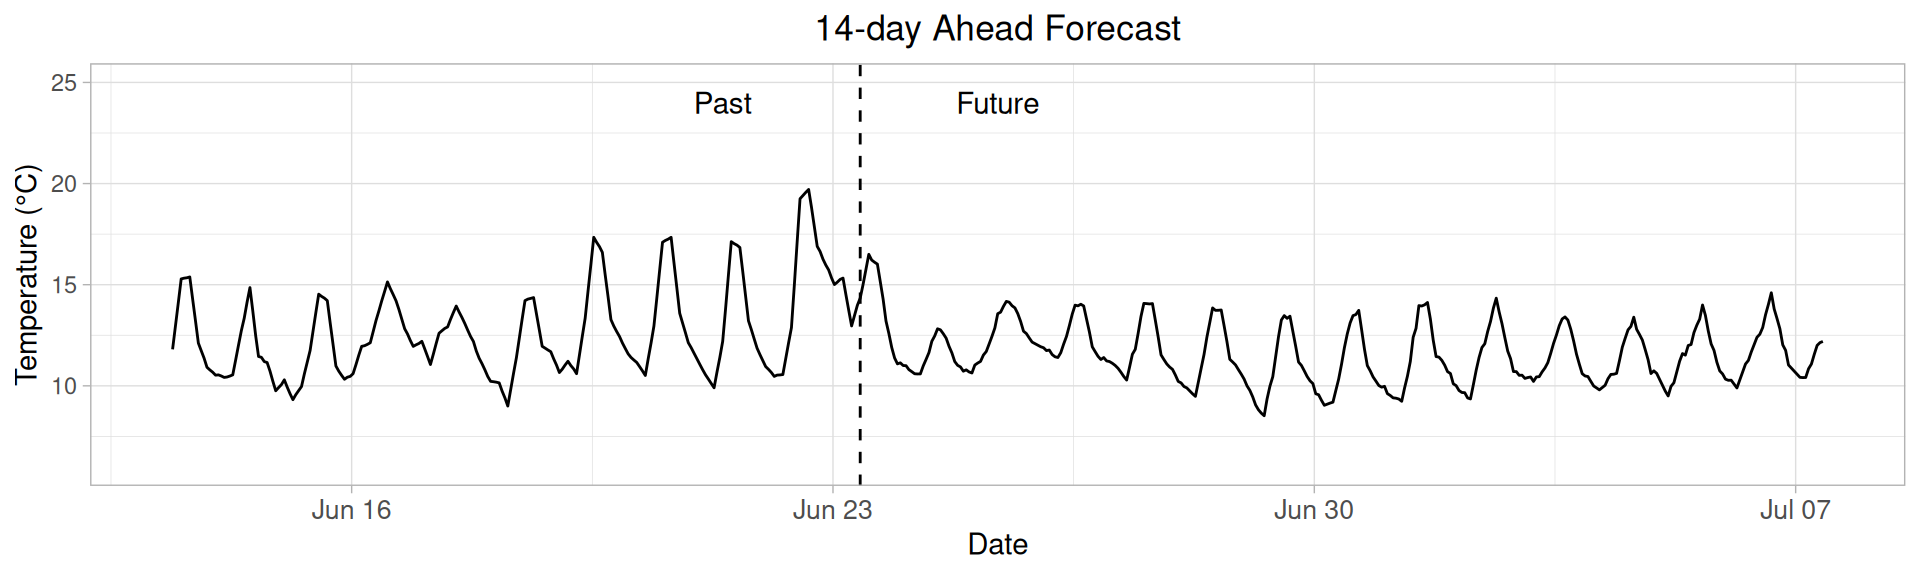 14-day Ahead Forecast
Past
Future
Temperature (°C)
25
20
15
10
Jun 16
Jun 23
Jun 30
Jul 07
Date